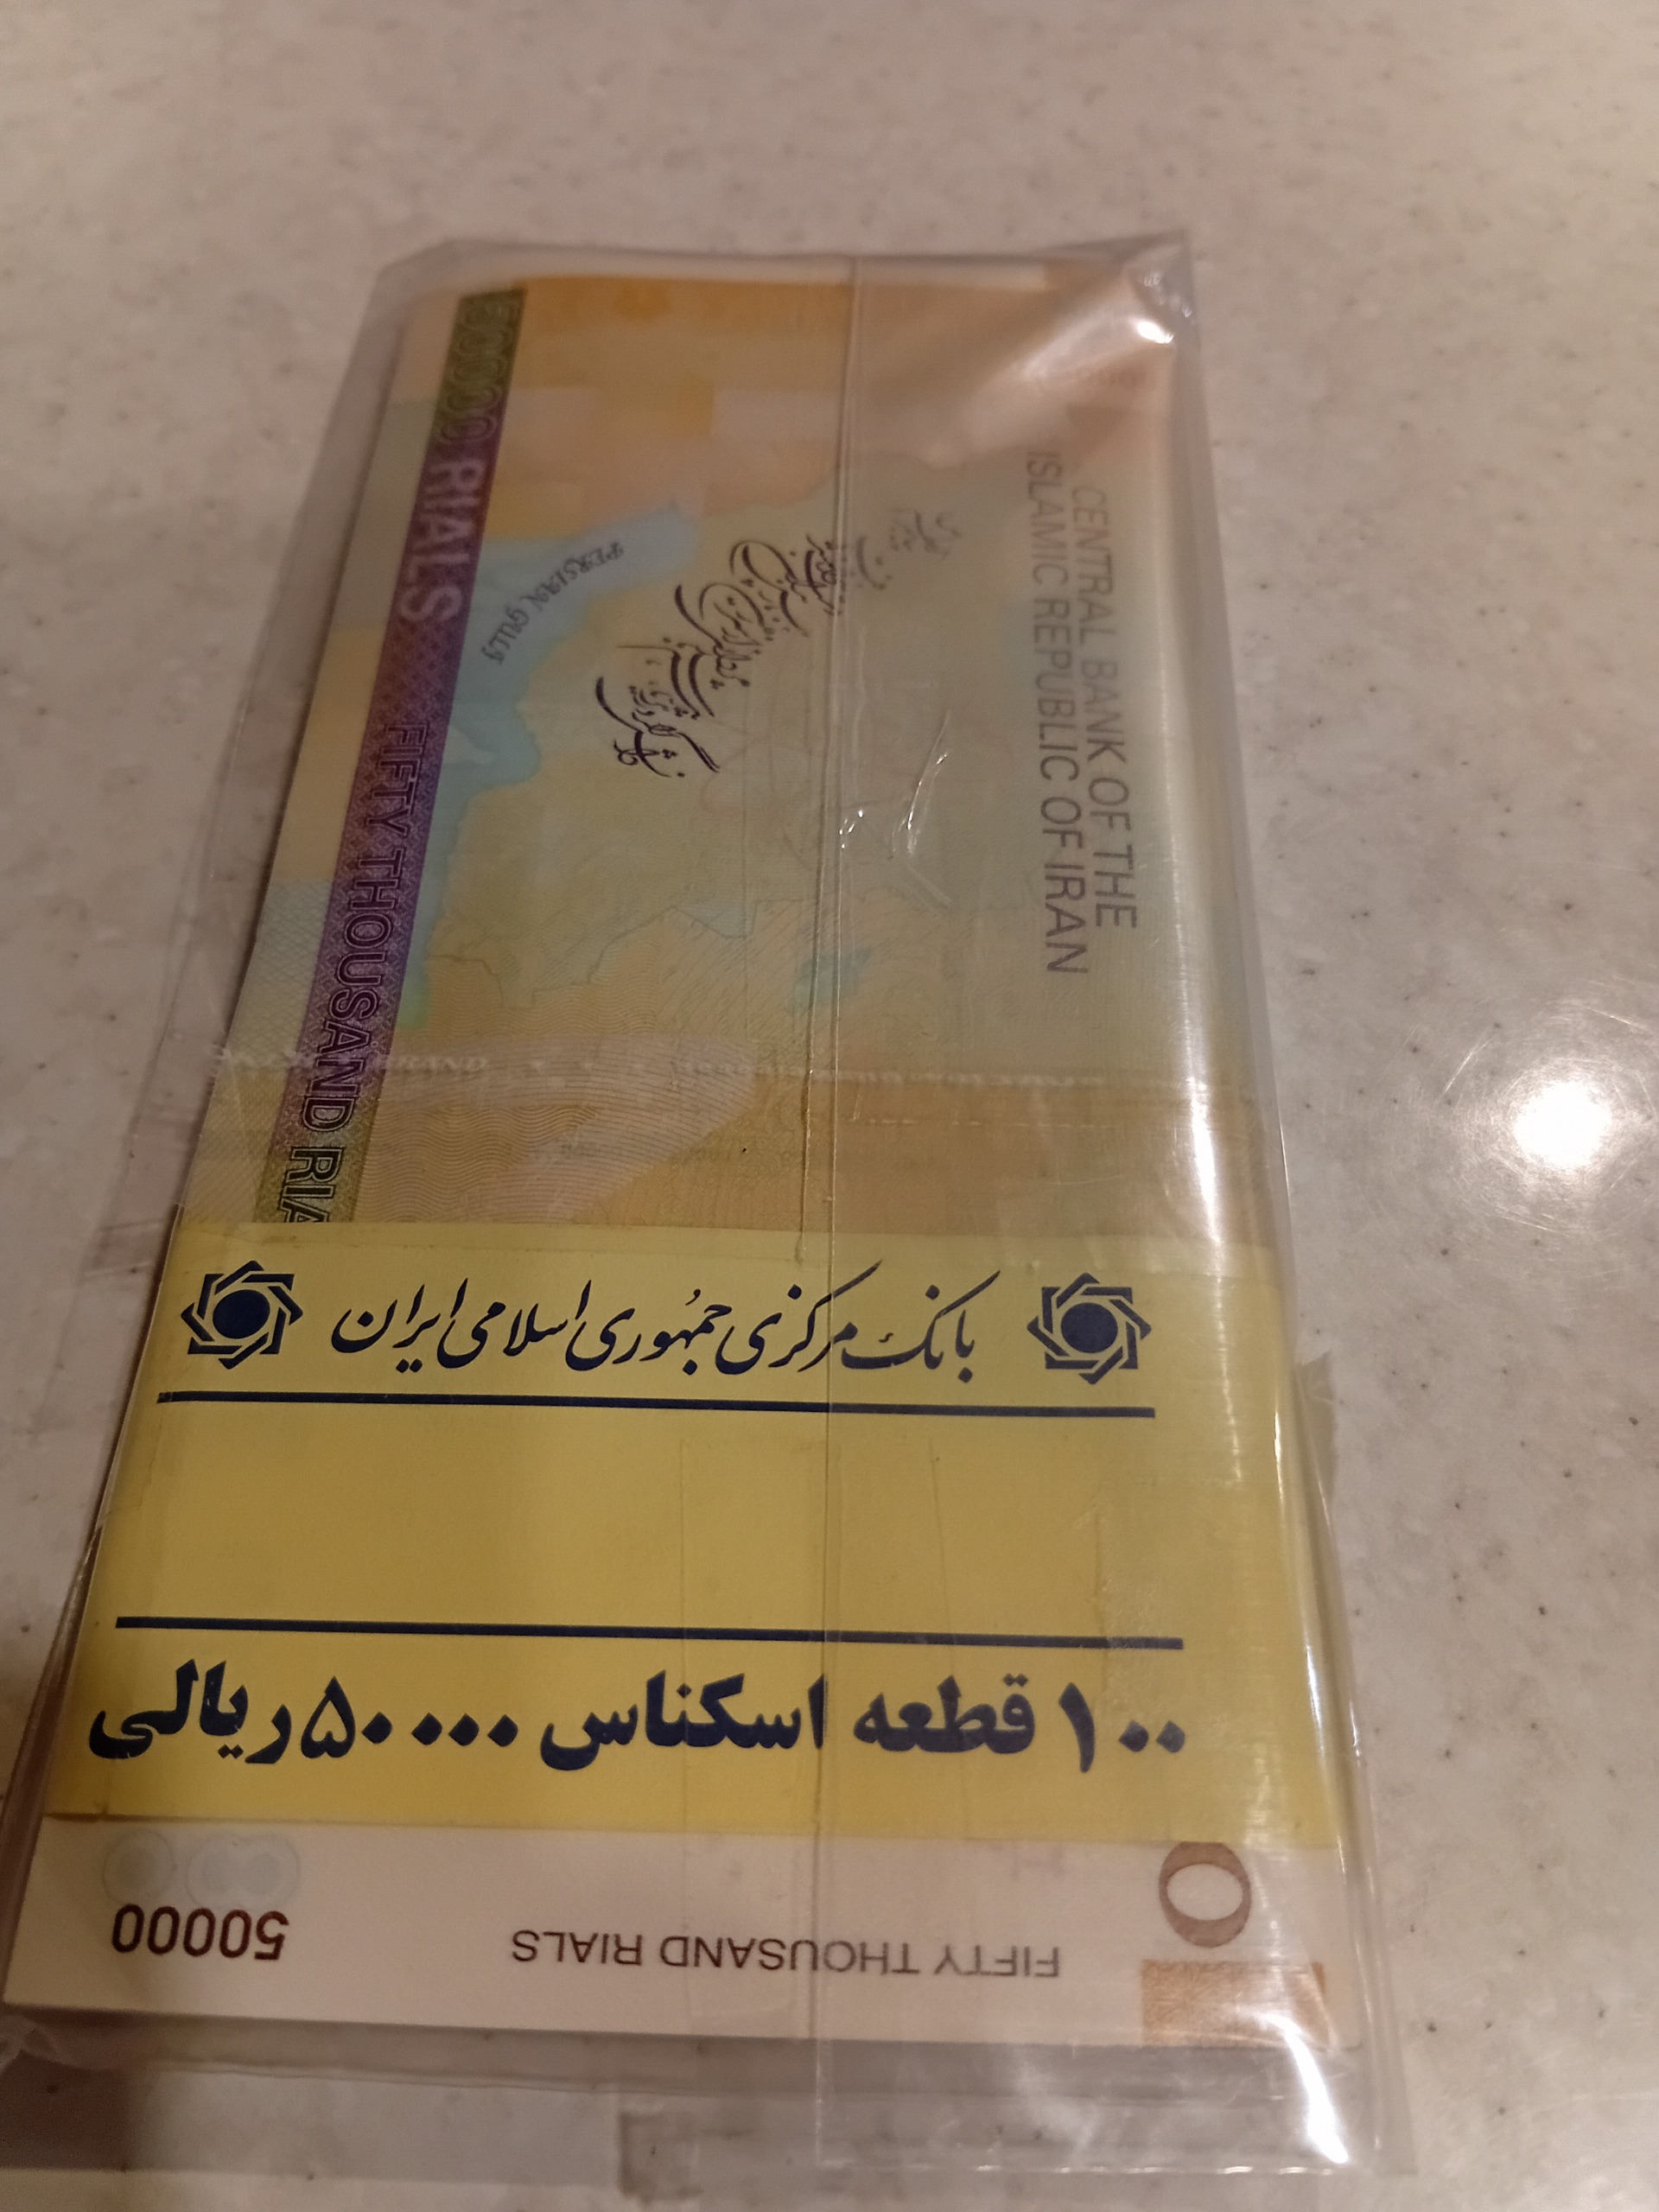 50000 RIALS FIFTY THOUSAND RIA
PERSIAN GULF
CENTRAL BANK OF THE
ISLAMIC REPUBLIC OF IRAN
بانک مرکزی جمهوری اسلامی ایران
۱۰۰ قطعه اسکناس ۵۰۰۰۰ ریالی
50000
FIFTY THOUSAND RIALS